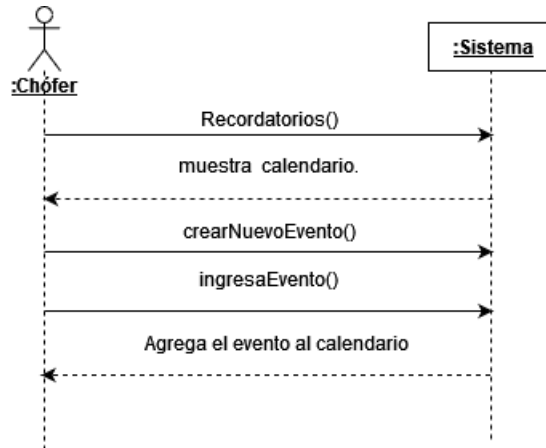 :Chófer
:Sistema
Recordatorios()
muestra calendario.
crearNuevoEvento()
ingresaEvento()
Agrega el evento al calendario